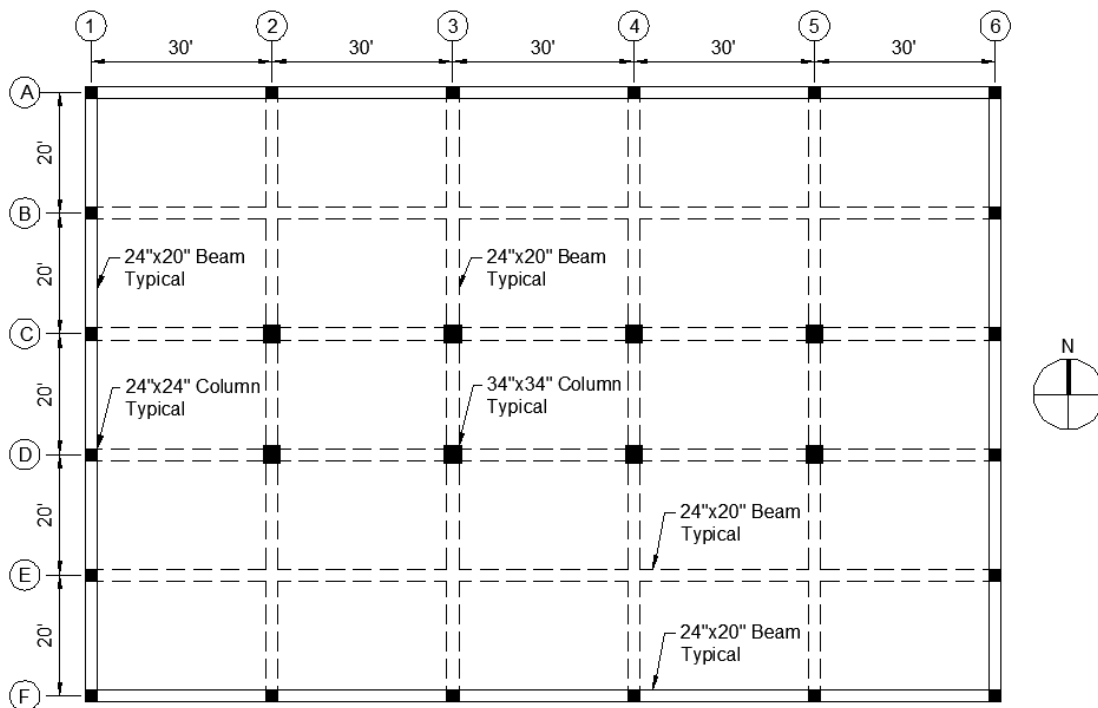 1 2 3 4 5 6
30' 30' 30' 30' 30'
A
20'
B
20'
24"x20" Beam
Typical
24"x20" Beam
Typical
C
N
20'
24"x24" Column
Typical
34"x34" Column
Typical
D
20'
24"x20" Beam
Typical
E
20'
24"x20" Beam
Typical
F